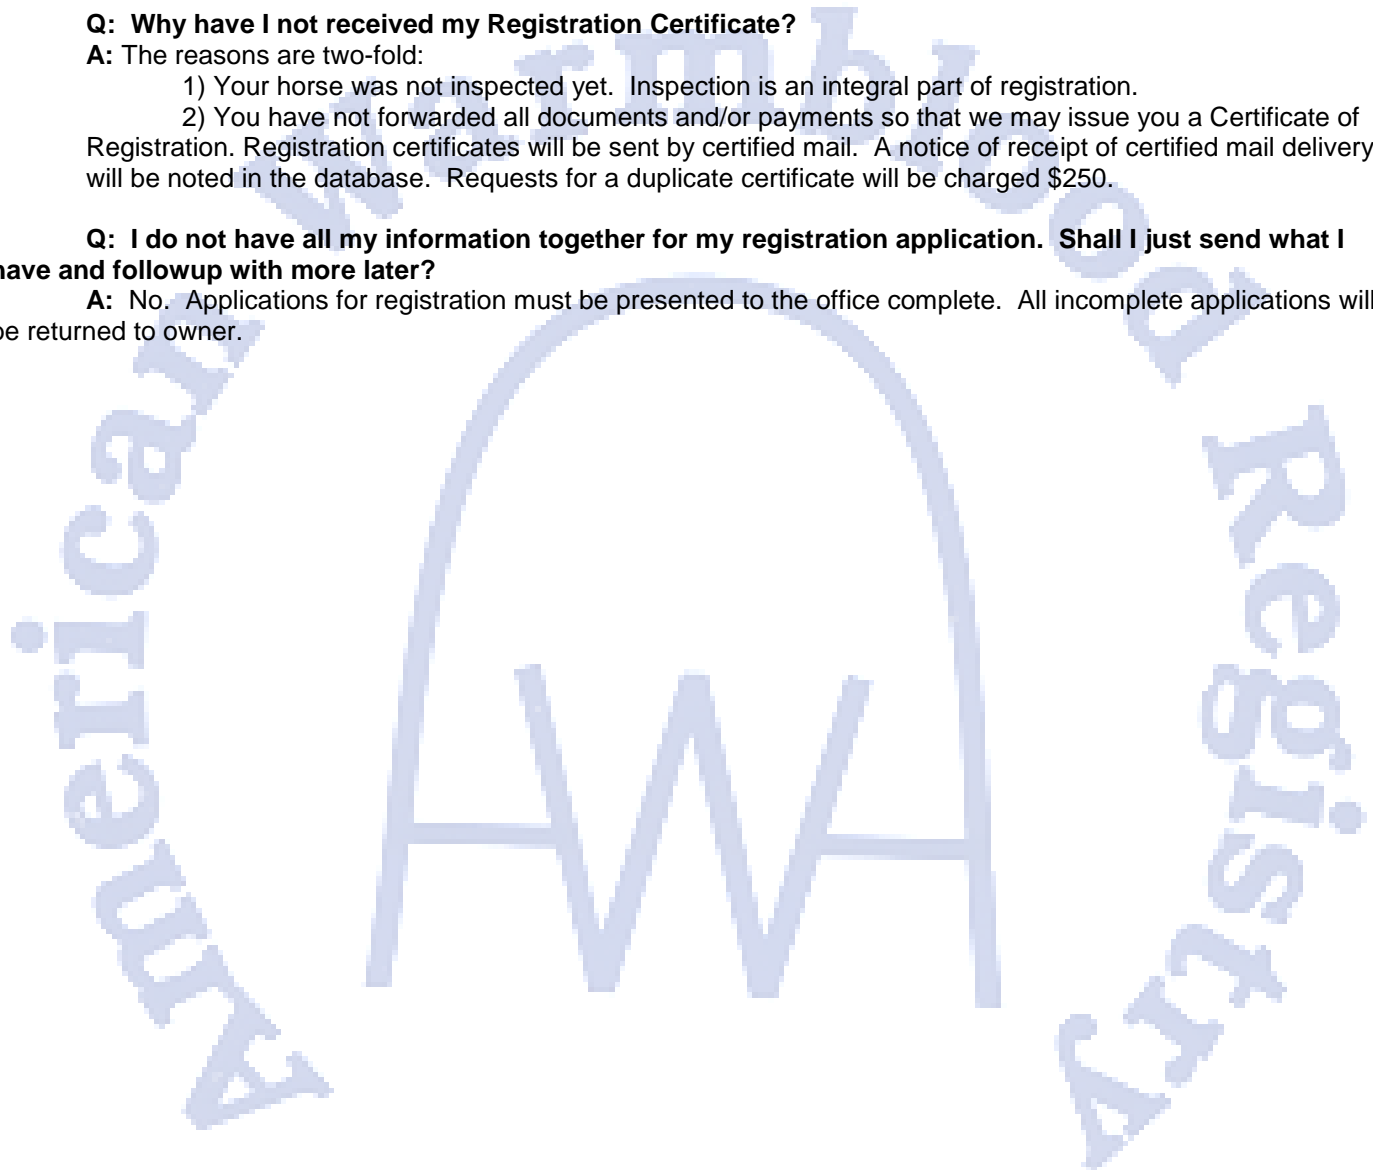 Q:  Why have I not received my Registration Certificate?
A: The reasons are two-fold:
1) Your horse was not inspected yet.  Inspection is an integral part of registration.
2) You have not forwarded all documents and/or payments so that we may issue you a Certificate of
Registration. Registration certificates will be sent by certified mail.  A notice of receipt of certified mail delivery
will be noted in the database.  Requests for a duplicate certificate will be charged $250.
Q:  I do not have all my information together for my registration application.  Shall I just send what I
have and followup with more later?
A:  No.  Applications for registration must be presented to the office complete.  All incomplete applications will
be returned to owner.
American Warmblood Registry
AWA